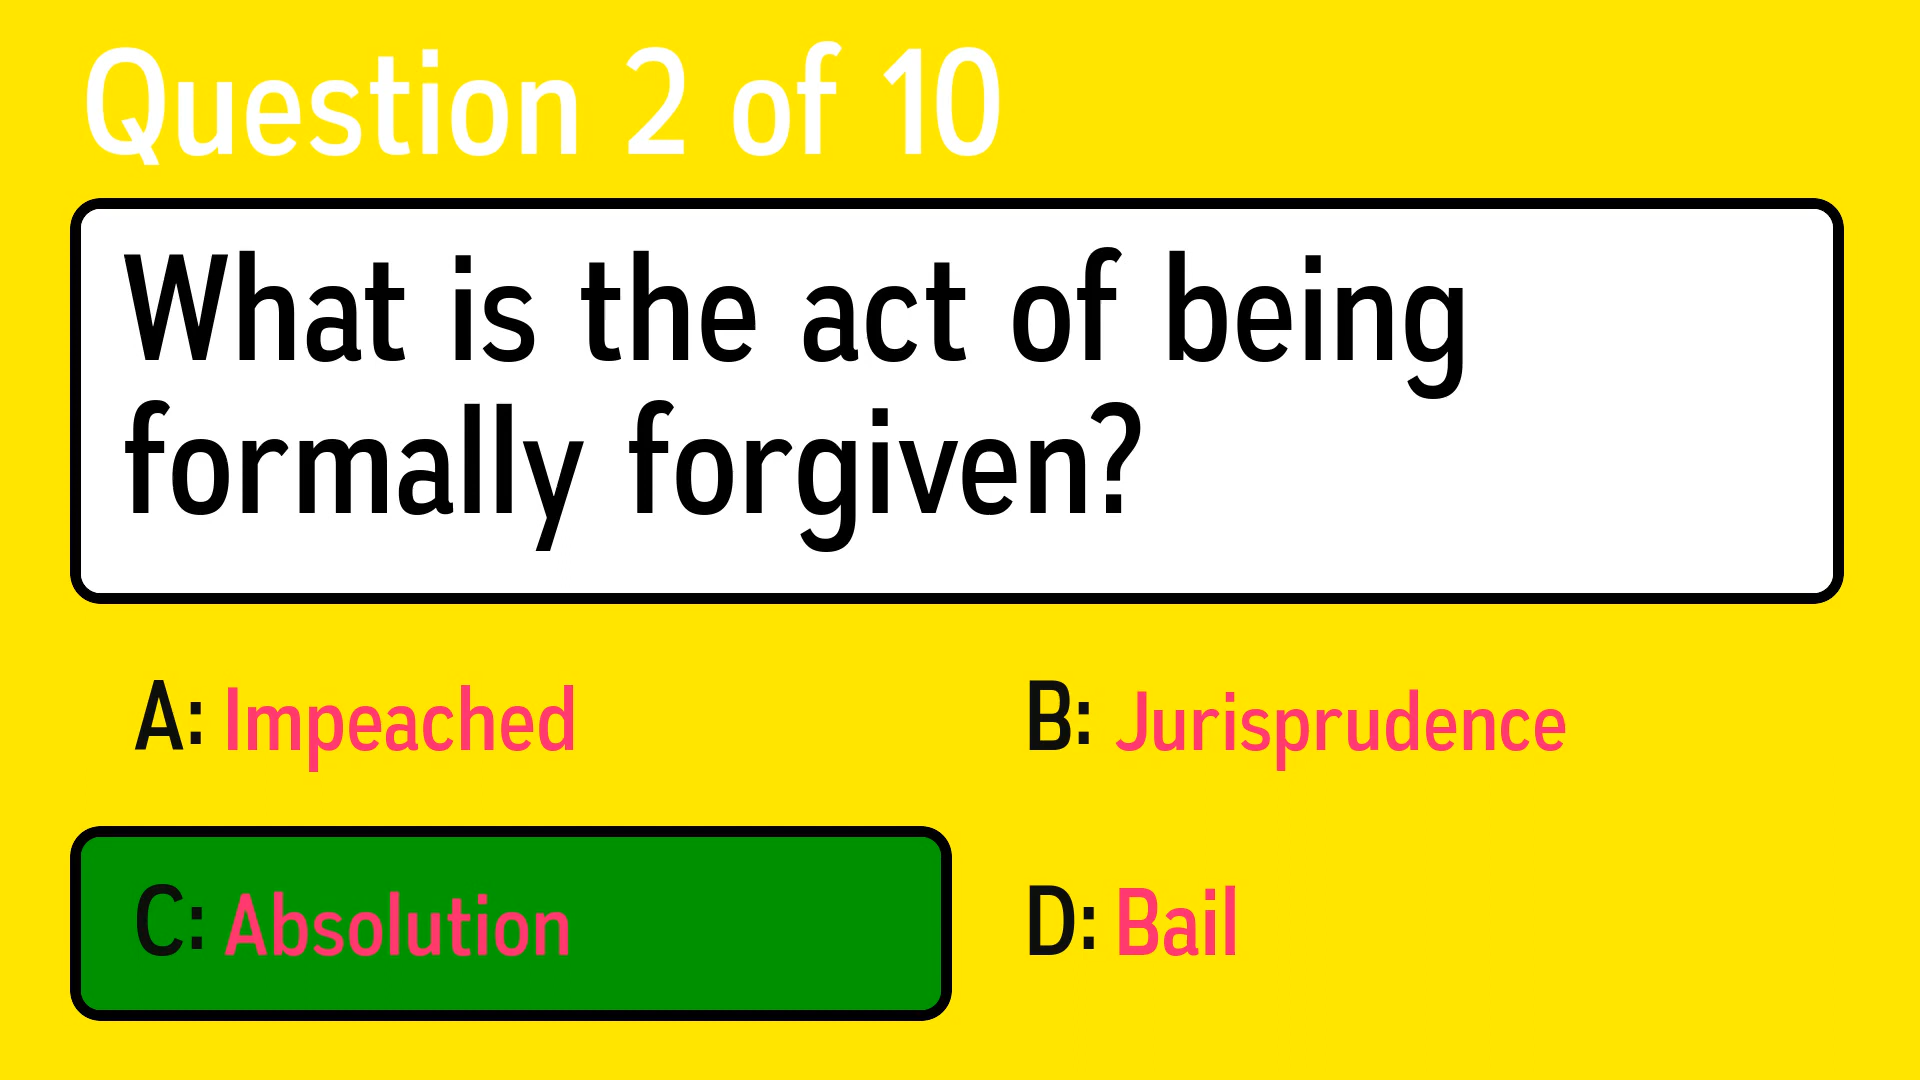 Question 2 of 10
What is the act of being
formally forgiven?
A: Impeached
B: Jurisprudence
C: Absolution
D: Bail